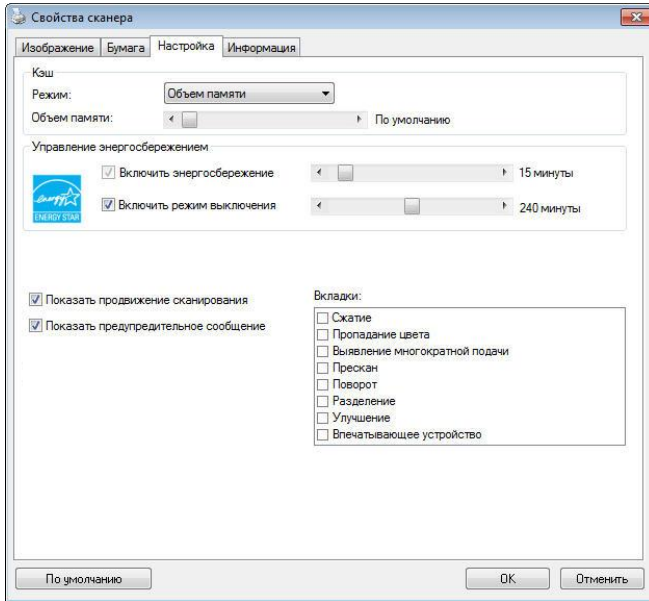 Свойства сканера
Изображение Бумага Настройка Информация
Кэш
Режим: Объем памяти
Объем памяти: По умолчанию
Управление энергосбережением
Включить энергосбережение 15 минуты
ENERGY STAR
Включить режим выключения 240 минуты
Показать продвижение сканирования
Показать предупредительное сообщение
Вкладки:
Сжатие
Пропадание цвета
Выявление многократной подачи
Прескан
Поворот
Разделение
Улучшение
Впечатывающее устройство
По умолчанию OK Отменить